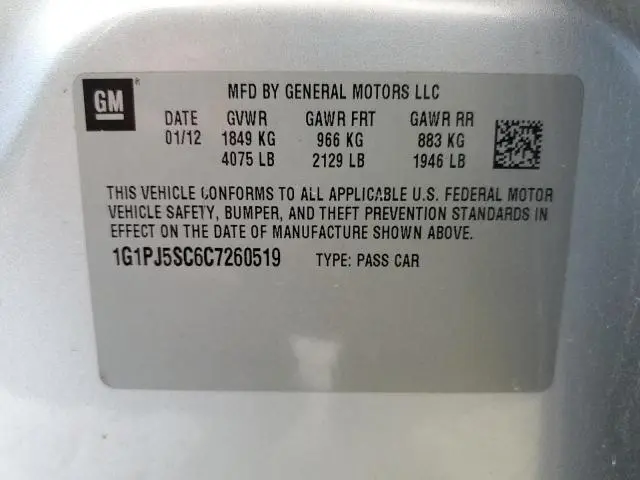 GM
MFD BY GENERAL MOTORS LLC
DATE GVWR GAWR FRT GAWR RR
01/12 1849 KG 966 KG 883 KG
4075 LB 2129 LB 1946 LB
THIS VEHICLE CONFORMS TO ALL APPLICABLE U.S. FEDERAL MOTOR
VEHICLE SAFETY, BUMPER, AND THEFT PREVENTION STANDARDS IN
EFFECT ON THE DATE OF MANUFACTURE SHOWN ABOVE.
1G1PJ5SC6C7260519 TYPE: PASS CAR